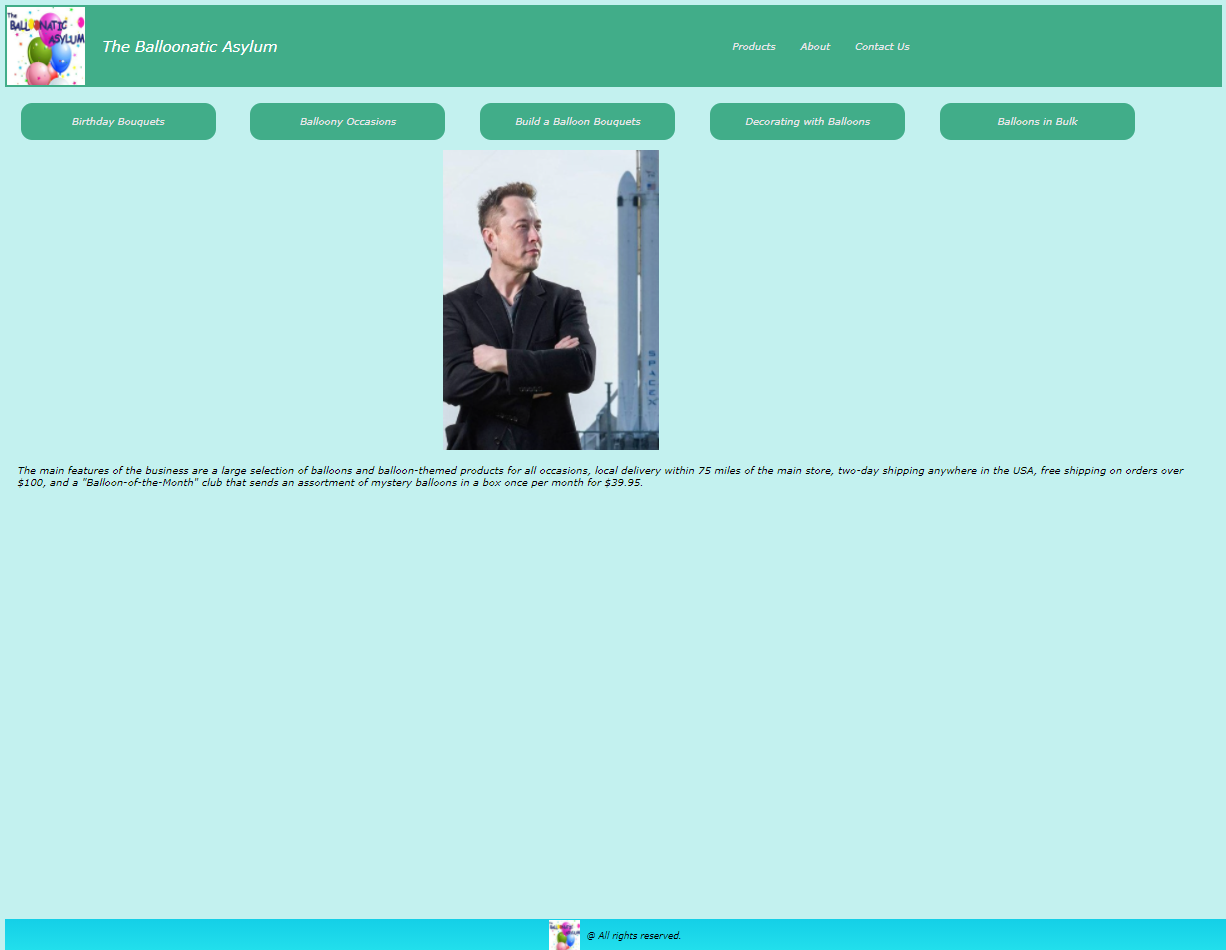 The
BALLOONATIC
ASYLUM
The Balloonatic Asylum
Products About Contact Us
Birthday Bouquets Balloony Occasions Build a Balloon Bouquets Decorating with Balloons Balloons in Bulk
SPACEX
The main features of the business are a large selection of balloons and balloon-themed products for all occasions, local delivery within 75 miles of the main store, two-day shipping anywhere in the USA, free shipping on orders over
$100, and a "Balloon-of-the-Month" club that sends an assortment of mystery balloons in a box once per month for $39.95.
@ All rights reserved.